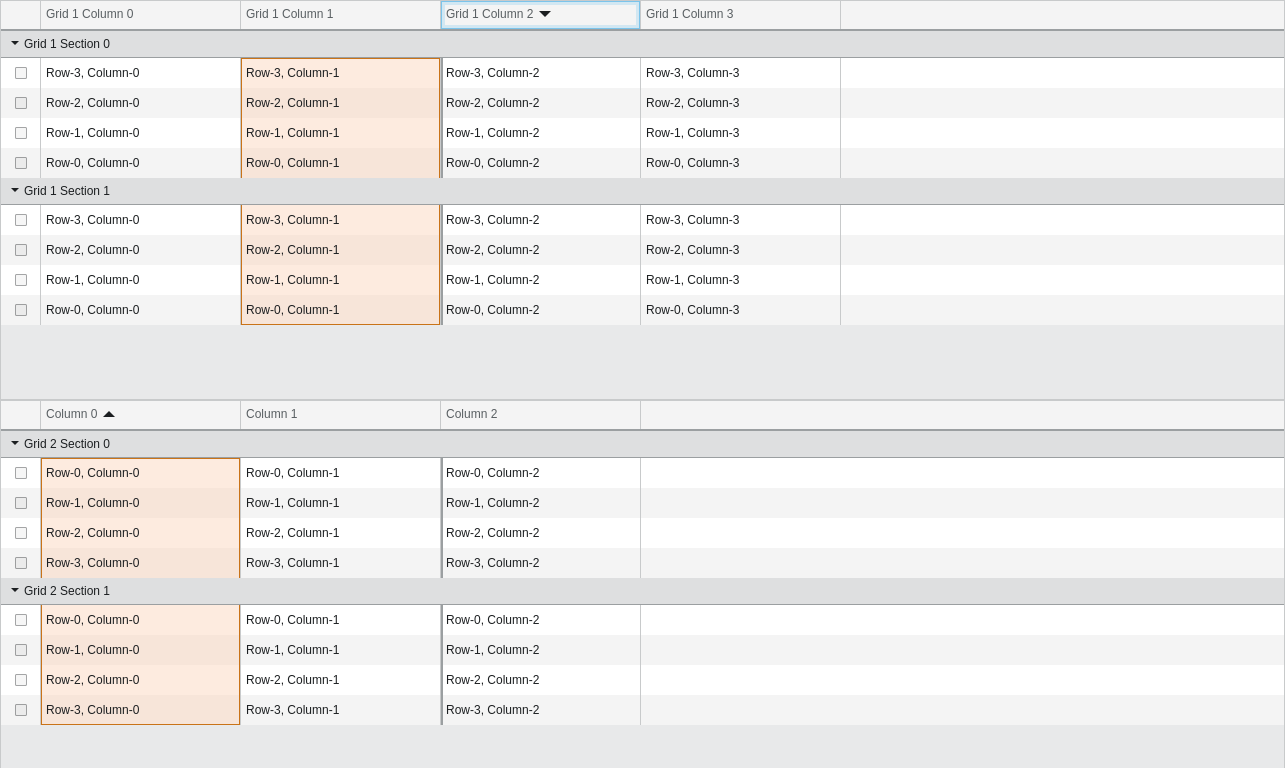 Grid 1 Column 0 Grid 1 Column 1 Grid 1 Column 2 Grid 1 Column 3
Grid 1 Section 0
Row-3, Column-0 Row-3, Column-1 Row-3, Column-2 Row-3, Column-3
Row-2, Column-0 Row-2, Column-1 Row-2, Column-2 Row-2, Column-3
Row-1, Column-0 Row-1, Column-1 Row-1, Column-2 Row-1, Column-3
Row-0, Column-0 Row-0, Column-1 Row-0, Column-2 Row-0, Column-3
Grid 1 Section 1
Row-3, Column-0 Row-3, Column-1 Row-3, Column-2 Row-3, Column-3
Row-2, Column-0 Row-2, Column-1 Row-2, Column-2 Row-2, Column-3
Row-1, Column-0 Row-1, Column-1 Row-1, Column-2 Row-1, Column-3
Row-0, Column-0 Row-0, Column-1 Row-0, Column-2 Row-0, Column-3
Column 0 Column 1 Column 2
Grid 2 Section 0
Row-0, Column-0 Row-0, Column-1 Row-0, Column-2
Row-1, Column-0 Row-1, Column-1 Row-1, Column-2
Row-2, Column-0 Row-2, Column-1 Row-2, Column-2
Row-3, Column-0 Row-3, Column-1 Row-3, Column-2
Grid 2 Section 1
Row-0, Column-0 Row-0, Column-1 Row-0, Column-2
Row-1, Column-0 Row-1, Column-1 Row-1, Column-2
Row-2, Column-0 Row-2, Column-1 Row-2, Column-2
Row-3, Column-0 Row-3, Column-1 Row-3, Column-2